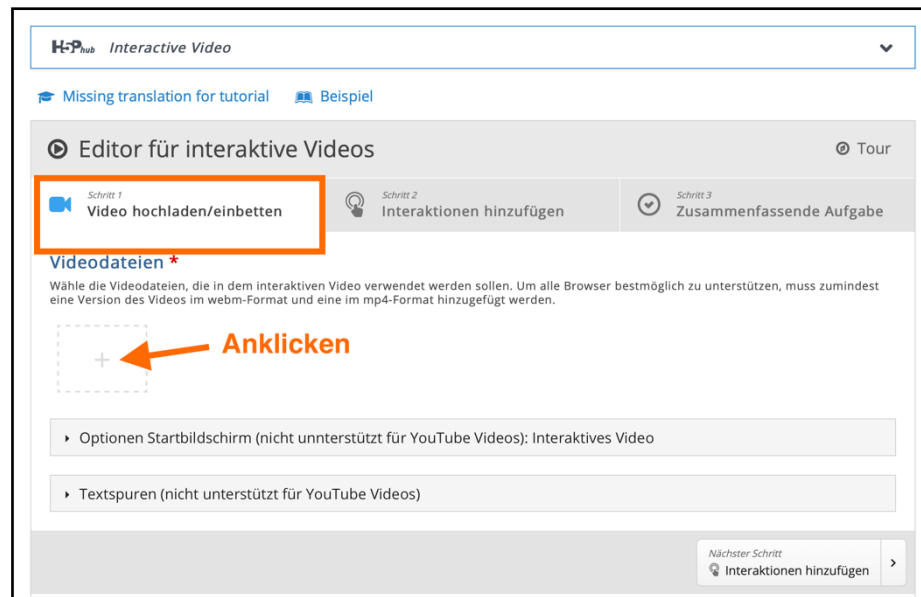 H5Phub Interactive Video
Missing translation for tutorial Beispiel
Editor für interaktive Videos Tour
Schritt 1 Schritt 2 Schritt 3
Video hochladen/einbetten Interaktionen hinzufügen Zusammenfassende Aufgabe
Videodateien *
Wähle die Videodateien, die in dem interaktiven Video verwendet werden sollen. Um alle Browser bestmöglich zu unterstützen, muss zumindest
eine Version des Videos im webm-Format und eine im mp4-Format hinzugefügt werden.
+ Anklicken
Optionen Startbildschirm (nicht unnterstützt für YouTube Videos): Interaktives Video
Textspuren (nicht unterstützt für YouTube Videos)
Nächster Schritt
Interaktionen hinzufügen